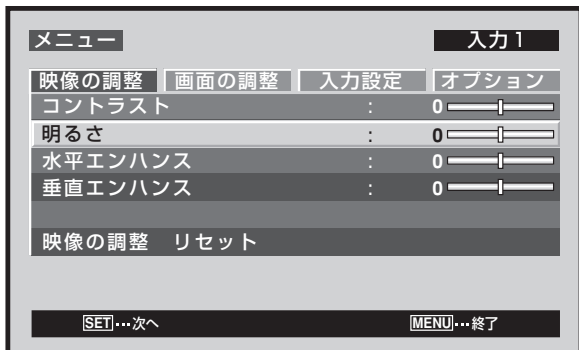 メニュー 入力1
映像の調整 画面の調整 入力設定 オプション
コントラスト : 0
明るさ : 0
水平エンハンス : 0
垂直エンハンス : 0
映像の調整 リセット
SET…次へ MENU…終了